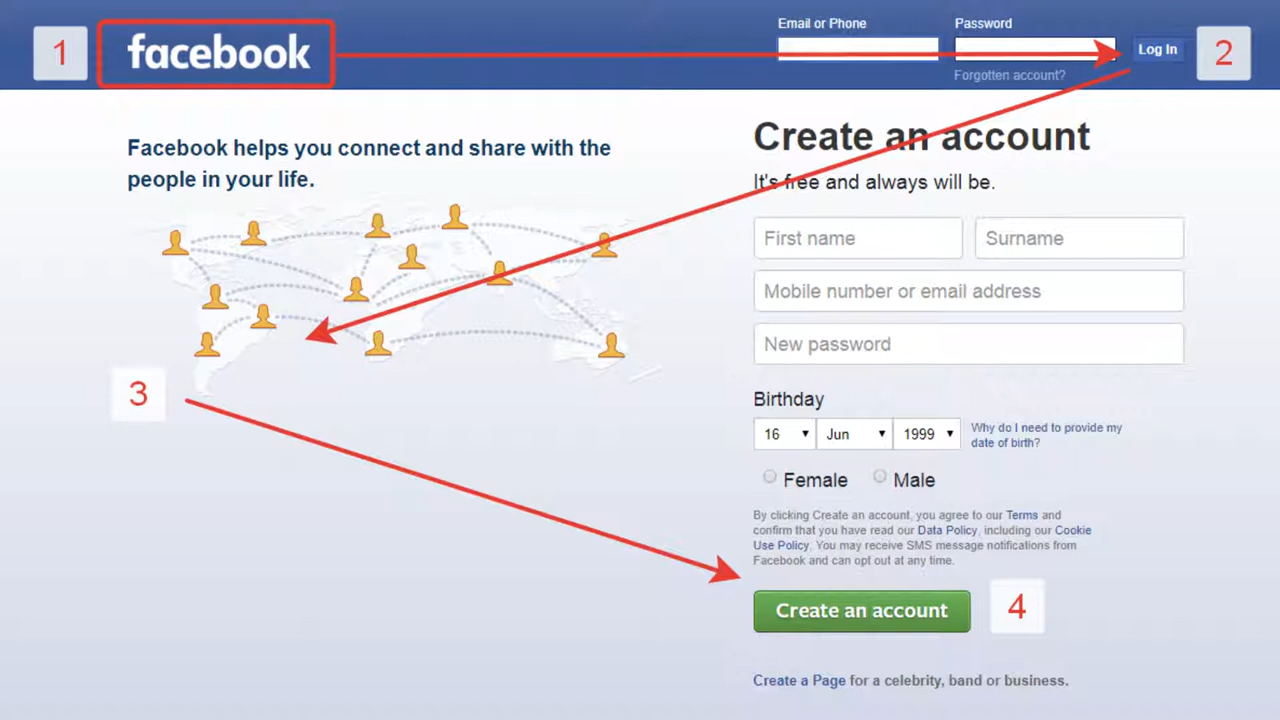 1
facebook
Email or Phone
Password
Log In
2
Forgotten account?
Facebook helps you connect and share with the
people in your life.
Create an account
It's free and always will be.
First name
Surname
Mobile number or email address
New password
3
Birthday
16 Jun 1999
Why do I need to provide my
date of birth?
Female Male
By clicking Create an account, you agree to our Terms and
confirm that you have read our Data Policy, including our Cookie
Use Policy. You may receive SMS message notifications from
Facebook and can opt out at any time.
Create an account
4
Create a Page for a celebrity, band or business.